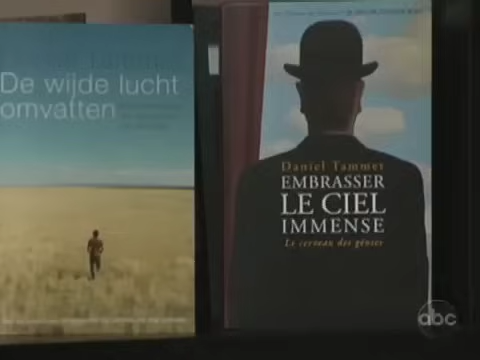 De wijde lucht
omvatten
Daniel Tammet
EMBRASSER
LE CIEL
IMMENSE
Le cerveau des génies
abc